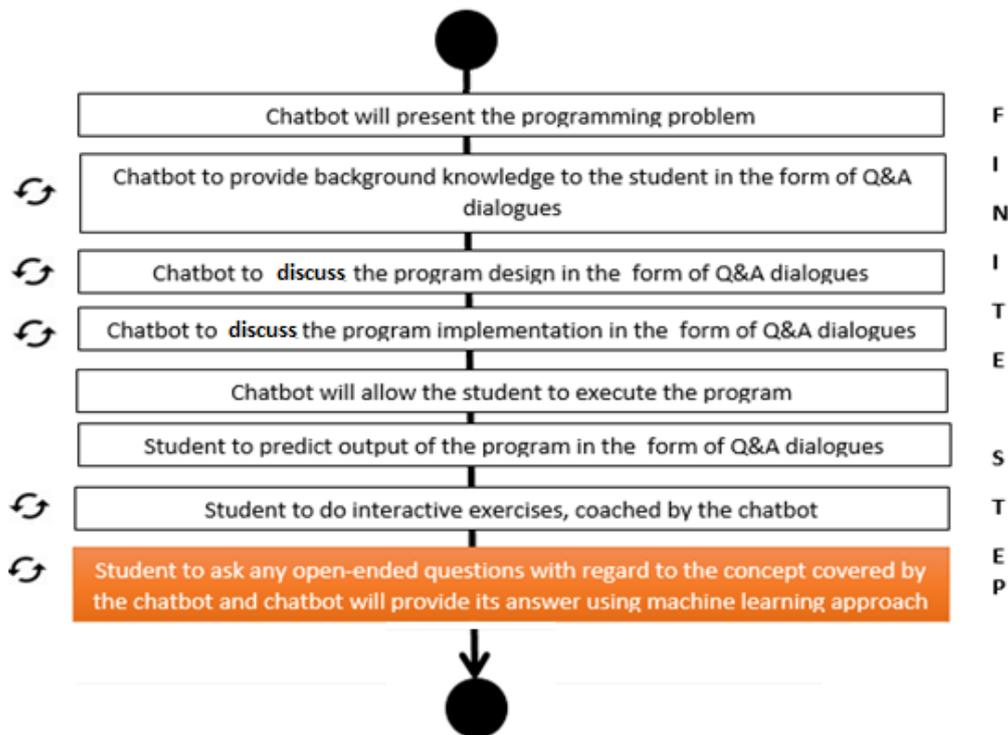 Chatbot will present the programming problem
Chatbot to provide background knowledge to the student in the form of Q&A
dialogues
Chatbot to discuss the program design in the form of Q&A dialogues
Chatbot to discuss the program implementation in the form of Q&A dialogues
Chatbot will allow the student to execute the program
Student to predict output of the program in the form of Q&A dialogues
Student to do interactive exercises, coached by the chatbot
Student to ask any open-ended questions with regard to the concept covered by
the chatbot and chatbot will provide its answer using machine learning approach
F
I
N
I
T
E
S
T
E
P